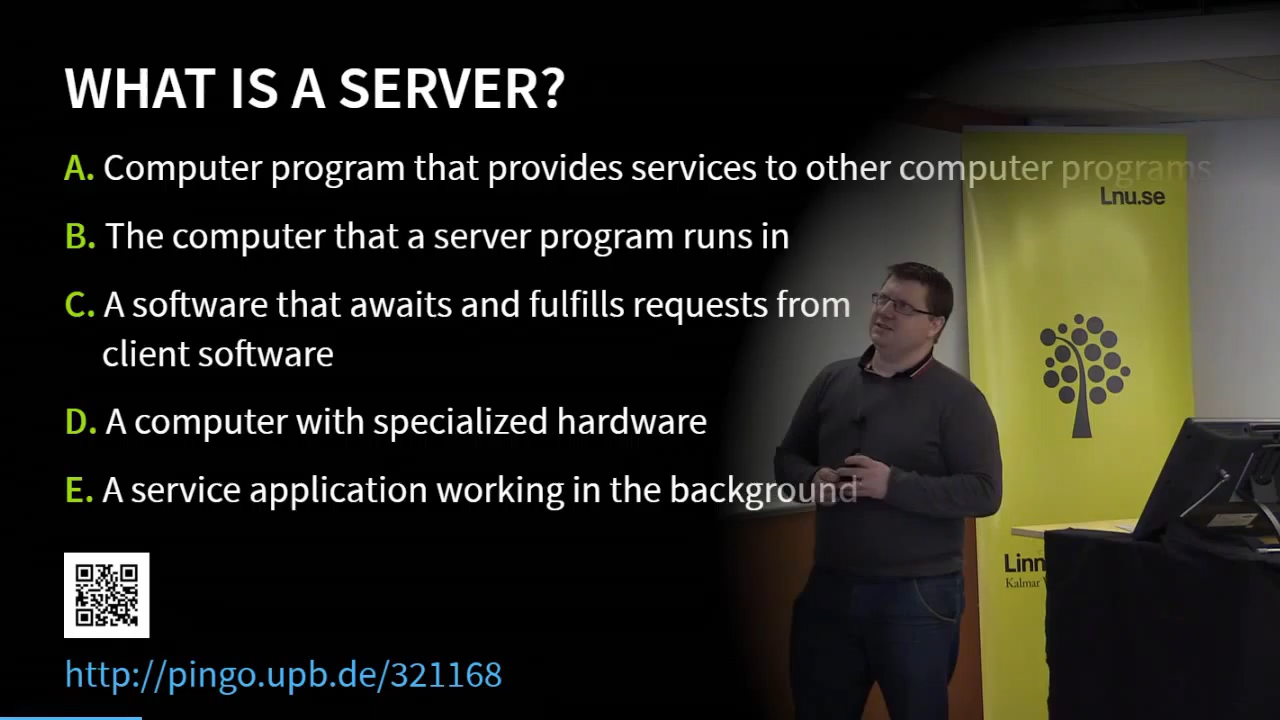 WHAT IS A SERVER?
A. Computer program that provides services to other computer programs
B. The computer that a server program runs in
C. A software that awaits and fulfills requests from
client software
D. A computer with specialized hardware
E. A service application working in the background
http://pingo.upb.de/321168
Lnu.se
Linn
Kalmar